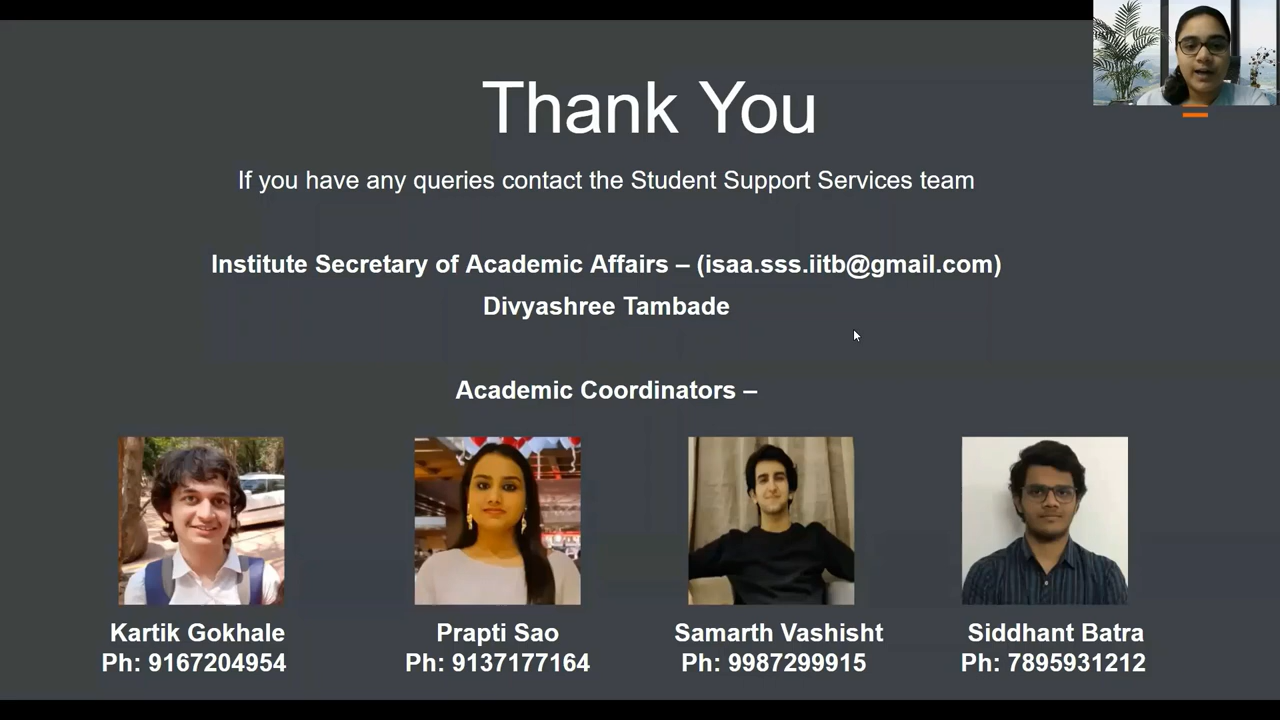 Thank You
If you have any queries contact the Student Support Services team
Institute Secretary of Academic Affairs – (isaa.sss.iitb@gmail.com)
Divyashree Tambade
Academic Coordinators –
Kartik Gokhale
Ph: 9167204954
Prapti Sao
Ph: 9137177164
Samarth Vashisht
Ph: 9987299915
Siddhant Batra
Ph: 7895931212